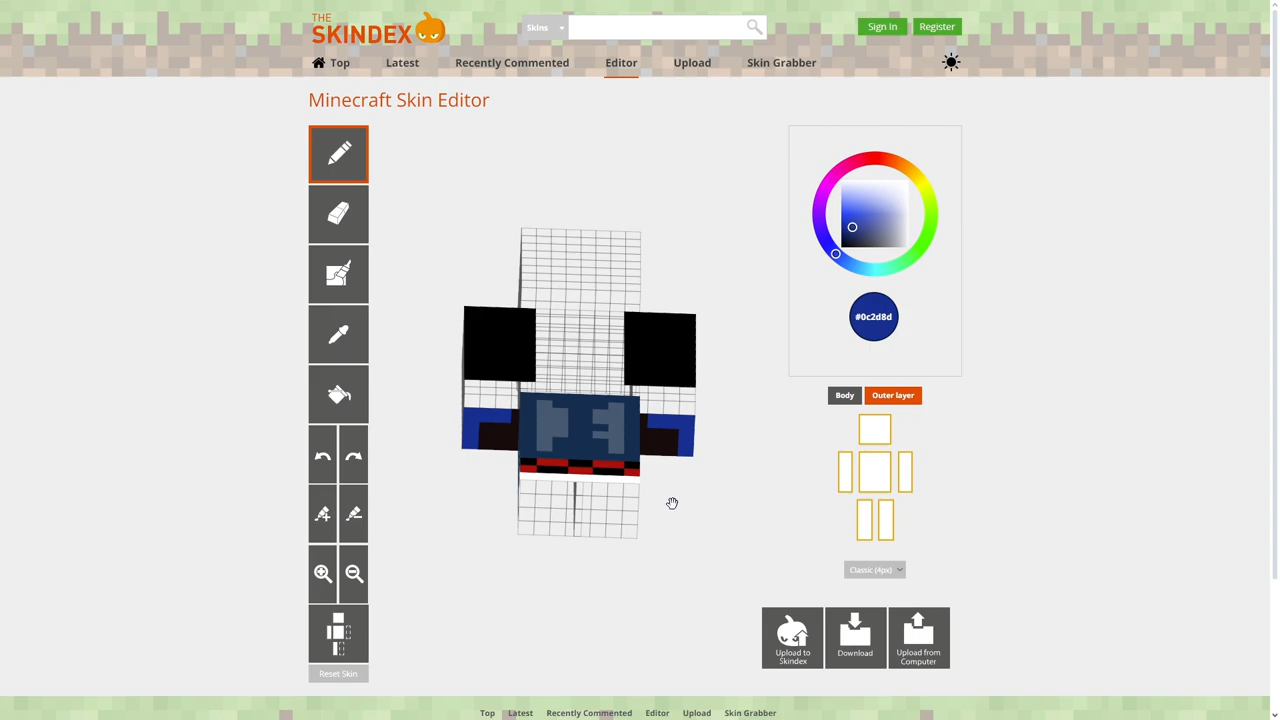 THE
SKINDEX
Skins
Sign In
Register
Top
Latest
Recently Commented
Editor
Upload
Skin Grabber
Minecraft Skin Editor
#0c2d8d
Body
Outer layer
Classic (4px)
Upload to
Skindex
Download
Upload from
Computer
Reset Skin
Top
Latest
Recently Commented
Editor
Upload
Skin Grabber